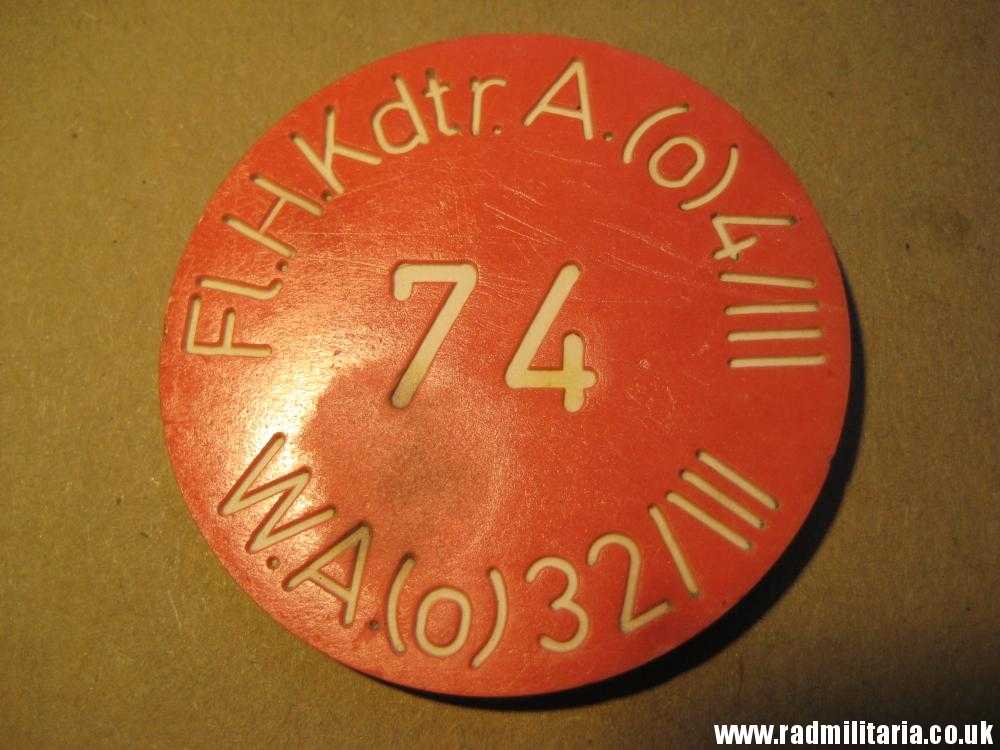 Fl.H.Kdtr. A.(o) 4/III
74
W.A.(o) 32/III
www.radmilitaria.co.uk